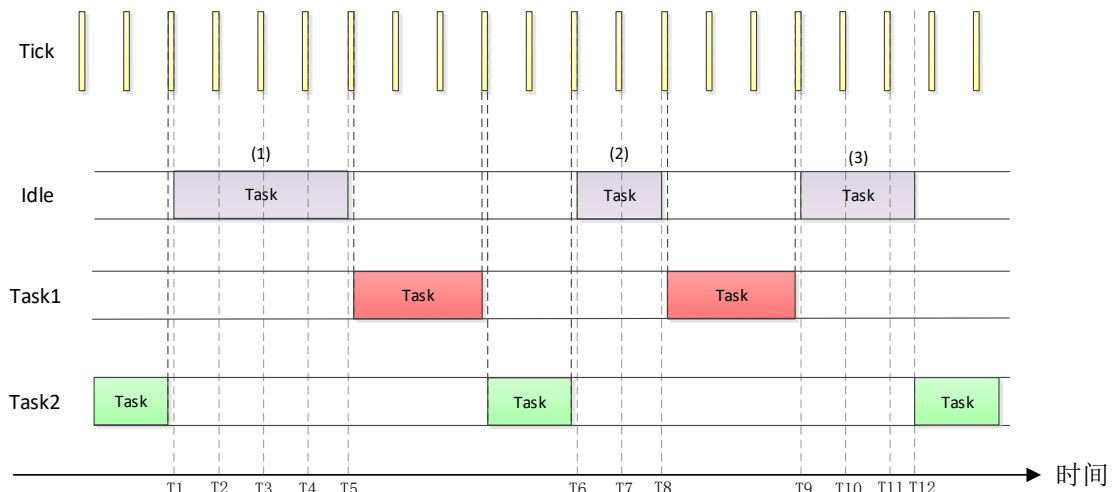 Tick
(1)
(2)
(3)
Idle
Task
Task
Task
Task1
Task
Task
Task2
Task
Task
Task
时间
T1
T2
T3
T4
T5
T6
T7
T8
T9
T10
T11
T12